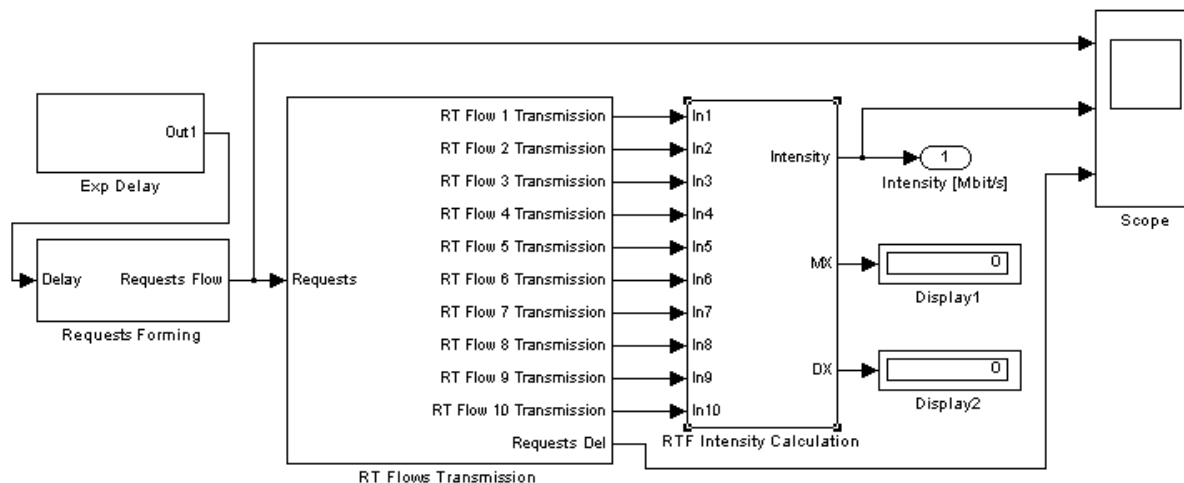 Out1
Exp Delay
Delay
Requests Flow
Requests Forming
Requests
RT Flow 1 Transmission
RT Flow 2 Transmission
RT Flow 3 Transmission
RT Flow 4 Transmission
RT Flow 5 Transmission
RT Flow 6 Transmission
RT Flow 7 Transmission
RT Flow 8 Transmission
RT Flow 9 Transmission
RT Flow 10 Transmission
Requests Del
RT Flows Transmission
In1
In2
In3
In4
In5
In6
In7
In8
In9
In10
Intensity
MX
DX
RTF Intensity Calculation
1
Intensity [Mbit/s]
0
Display1
0
Display2
Scope